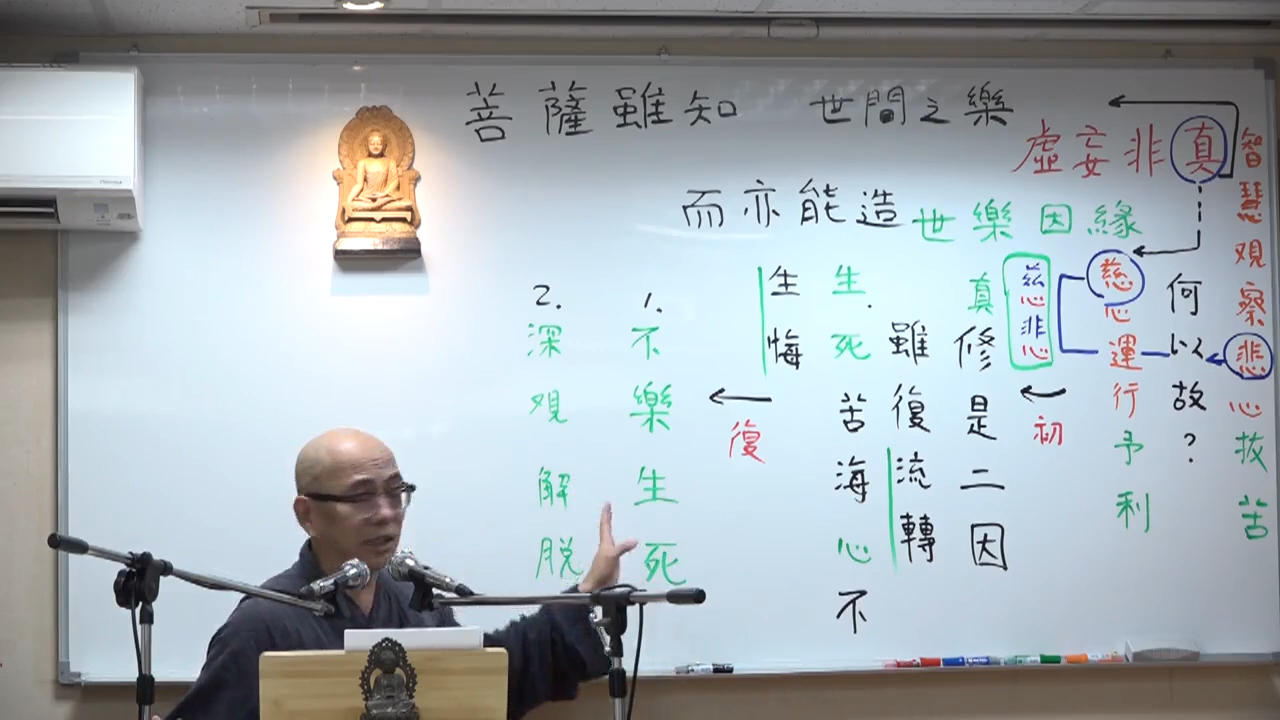 菩薩雖知 世間之樂
虛妄非真
而亦能造世樂因緣
智慧觀察悲心拔苦
何以故？
慈心運行予利
慈心悲心
初
真修是二因
雖復流轉
生死苦海心不
生悔
復
1.不樂生死
2.深觀解脫